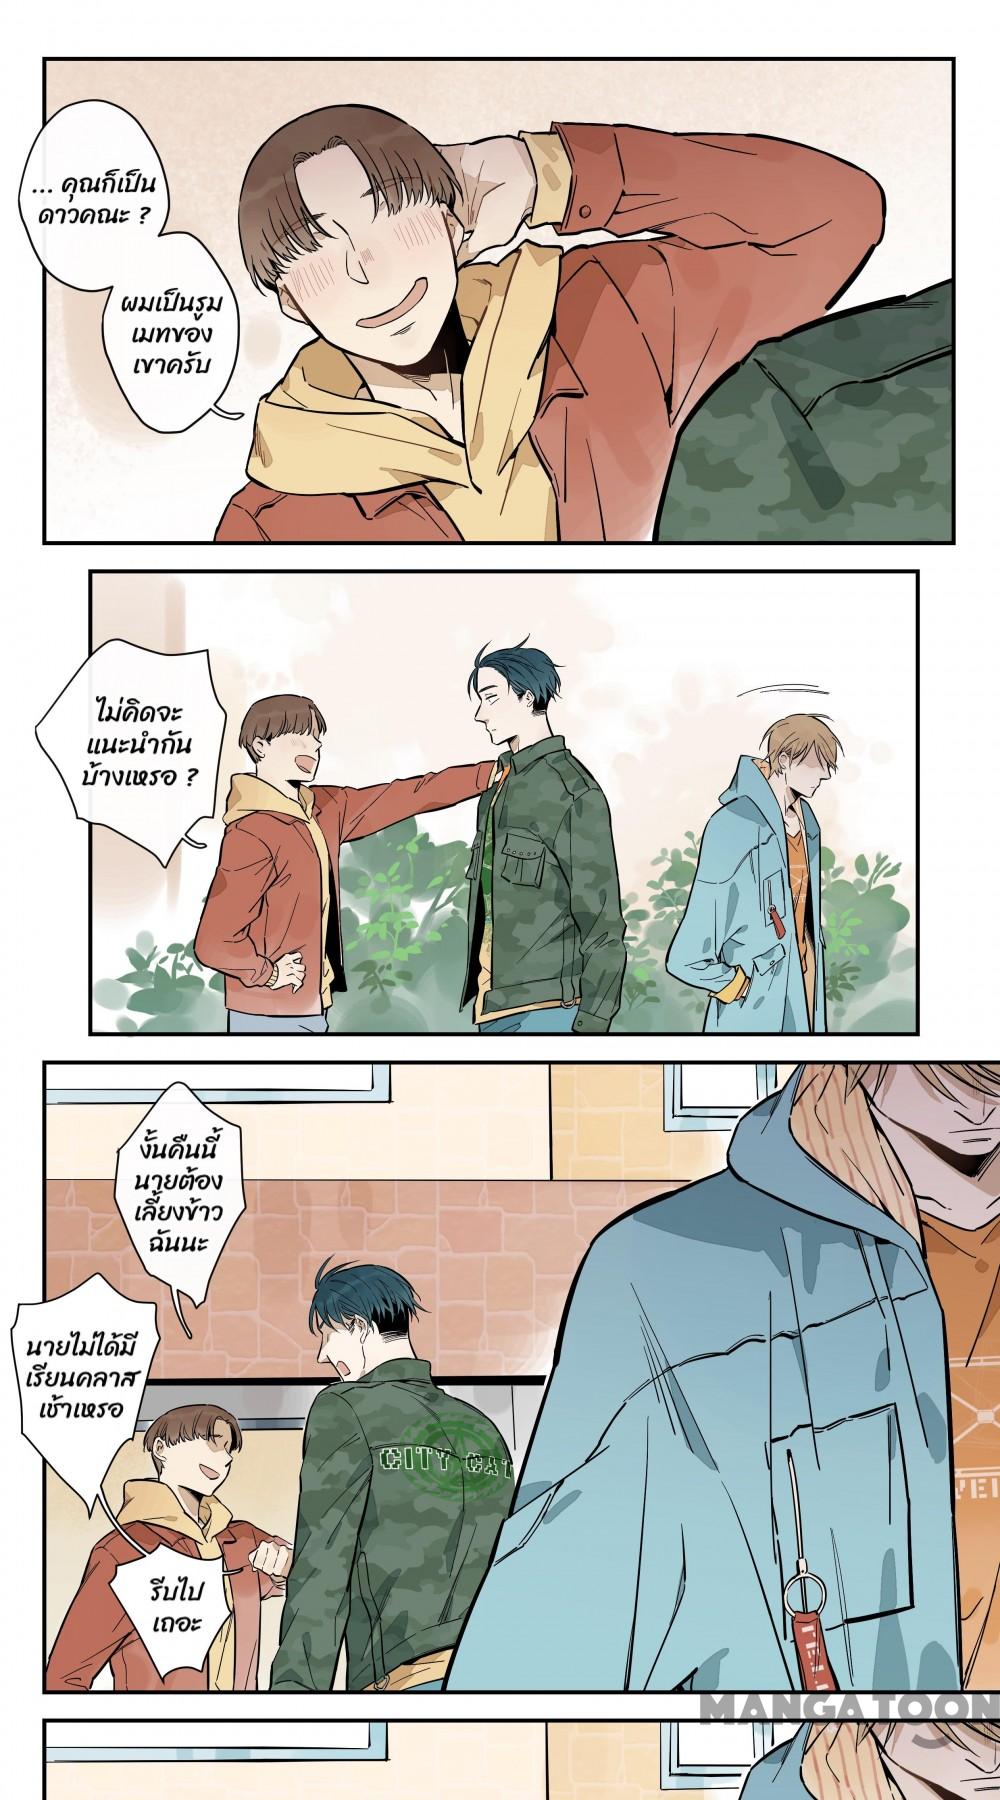 ... คุณก็เป็น
ดาวคณะ ?
ผมเป็นรูม
เมทของ
เขาครับ
ไม่คิดจะ
แนะนำกัน
บ้างเหรอ ?
งั้นคืนนี้
นายต้อง
เลี้ยงข้าว
ฉันนะ
นายไม่ได้มี
เรียนคลาส
เช้าเหรอ
CITY CAT
รีบไป
เถอะ
MANGATOON